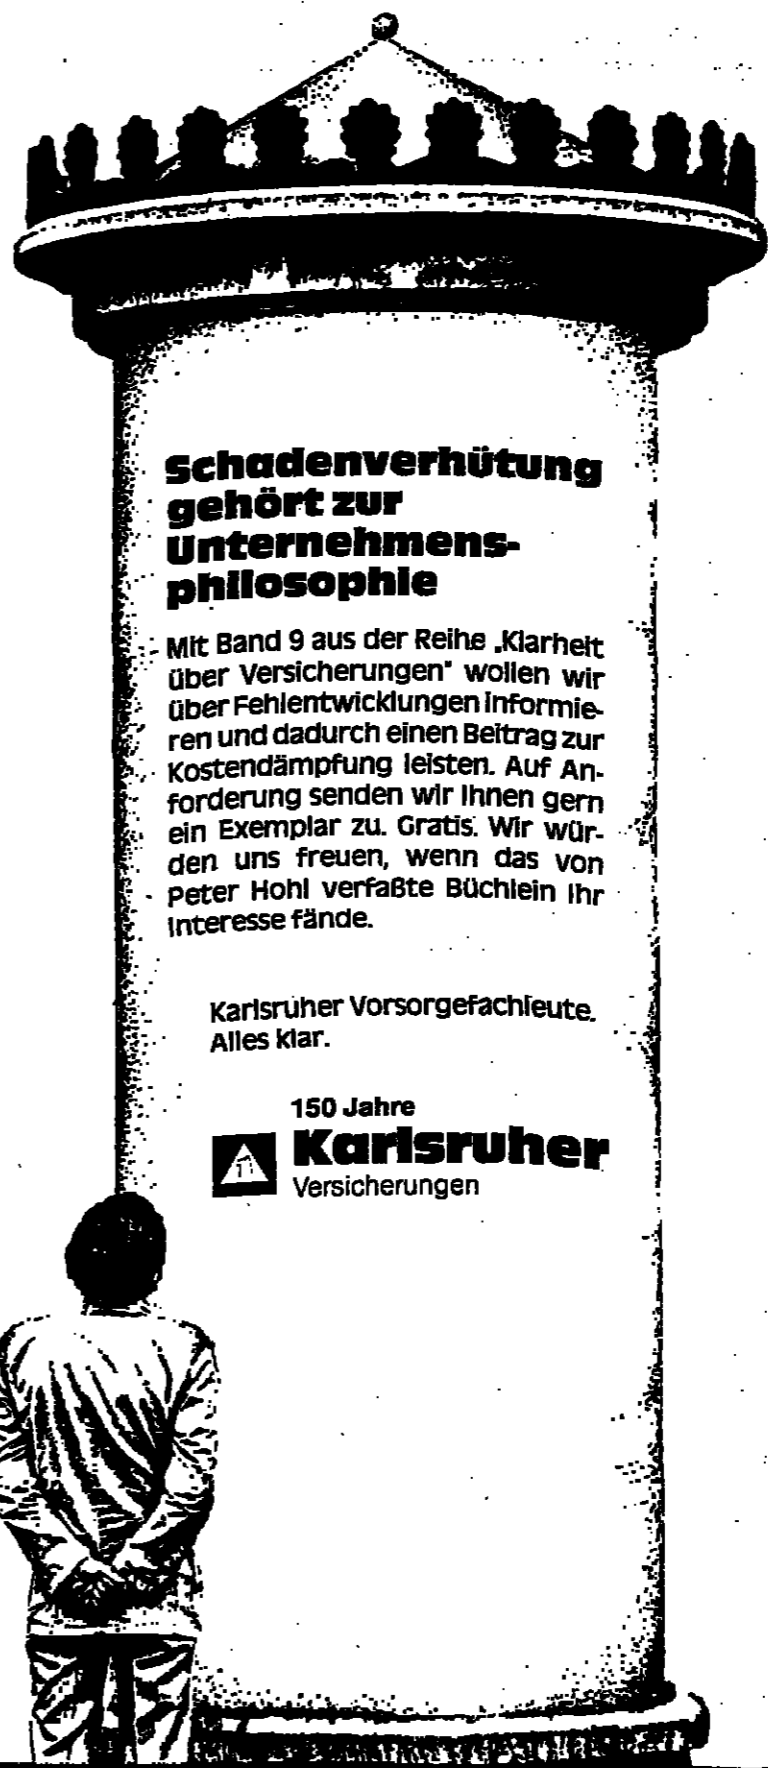 Schadenverhütung
gehört zur
Unternehmens-
philosophie
Mit Band 9 aus der Reihe „Klarheit
über Versicherungen" wollen wir
über Fehlentwicklungen informie-
ren und dadurch einen Beitrag zur
Kostendämpfung leisten. Auf An-
forderung senden wir Ihnen gern
ein Exemplar zu. Gratis. Wir wür-
den uns freuen, wenn das von
Peter Hohl verfaßte Büchlein Ihr
Interesse fände.
Karlsruher Vorsorgefachleute.
Alles klar.
150 Jahre
Karlsruher
Versicherungen